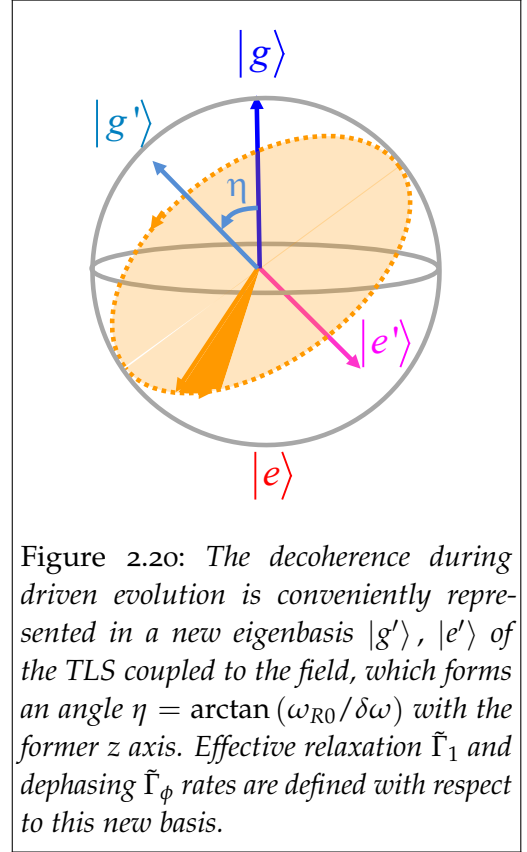 |g⟩
|g'⟩
η
|e'⟩
|e⟩
Figure 2.20: The decoherence during
driven evolution is conveniently repre-
sented in a new eigenbasis |g′⟩, |e′⟩ of
the TLS coupled to the field, which forms
an angle η = arctan (ω_{R0}/δω) with the
former z axis. Effective relaxation Γ̃₁ and
dephasing Γ̃_ϕ rates are defined with respect
to this new basis.